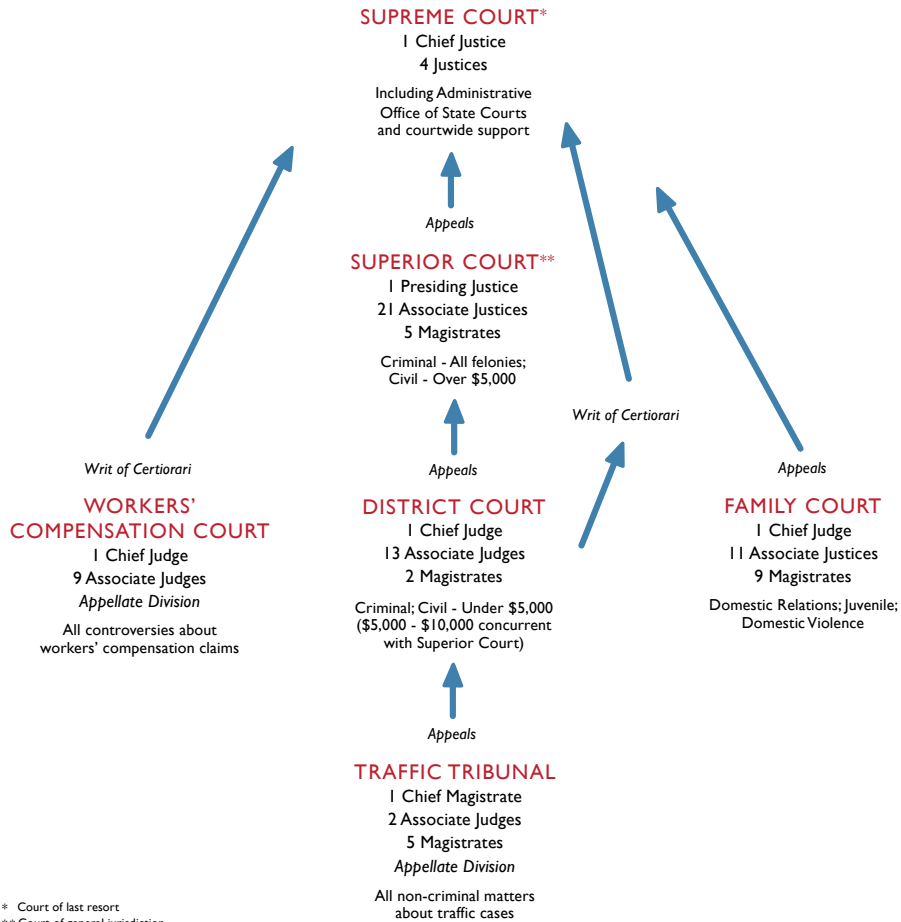 SUPREME COURT*
1 Chief Justice
4 Justices
Including Administrative
Office of State Courts
and courtwide support
Appeals
SUPERIOR COURT**
1 Presiding Justice
21 Associate Justices
5 Magistrates
Criminal - All felonies;
Civil - Over $5,000
Writ of Certiorari
Writ of Certiorari
WORKERS'
COMPENSATION COURT
1 Chief Judge
9 Associate Judges
Appellate Division
All controversies about
workers' compensation claims
Appeals
DISTRICT COURT
1 Chief Judge
13 Associate Judges
2 Magistrates
Criminal; Civil - Under $5,000
($5,000 - $10,000 concurrent
with Superior Court)
Appeals
FAMILY COURT
1 Chief Judge
11 Associate Justices
9 Magistrates
Domestic Relations; Juvenile;
Domestic Violence
Appeals
TRAFFIC TRIBUNAL
1 Chief Magistrate
2 Associate Judges
5 Magistrates
Appellate Division
All non-criminal matters
about traffic cases
* Court of last resort
** Court of general jurisdiction